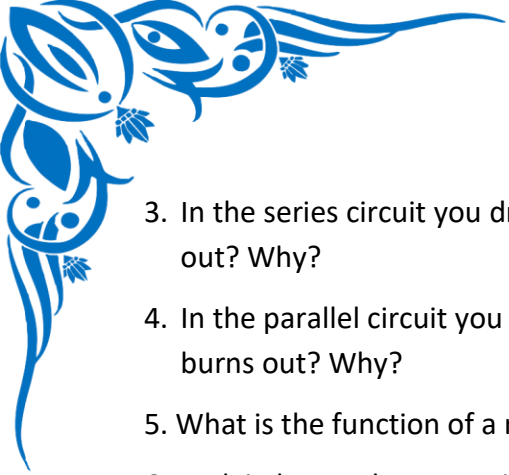 3. In the series circuit you
out? Why?
4. In the parallel circuit you
burns out? Why?
5. What is the function of a